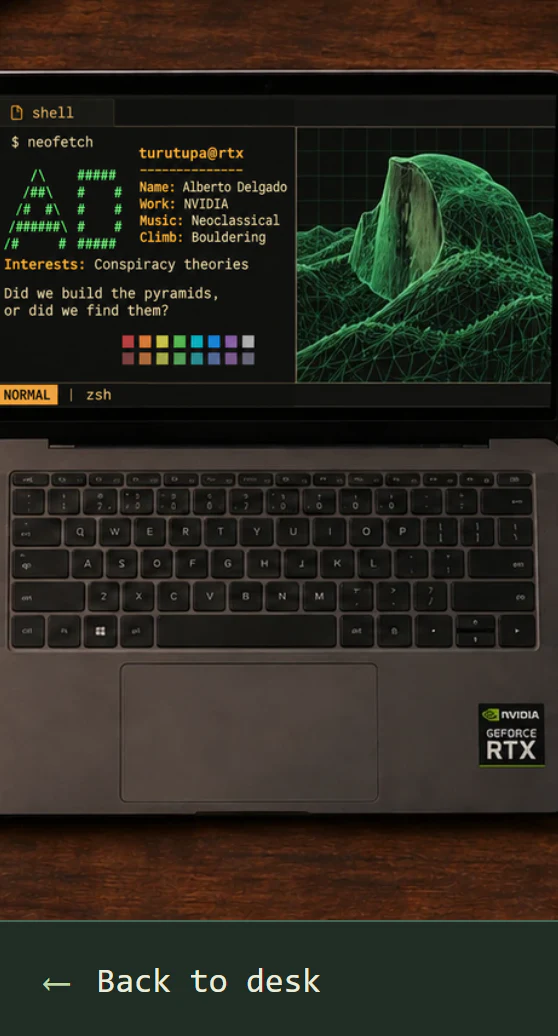 shell
$ neofetch
/\ #####
/##\ # #
/# #\ # #
/######\ # #
/# # #####
turutupa@rtx
--------------
Name: Alberto Delgado
Work: NVIDIA
Music: Neoclassical
Climb: Bouldering
Interests: Conspiracy theories
Did we build the pyramids,
or did we find them?
NORMAL | zsh
Q W E R T Y U I O P
A S O F G H J K L
2 X C V B N M
NVIDIA
GEFORCE
RTX
← Back to desk